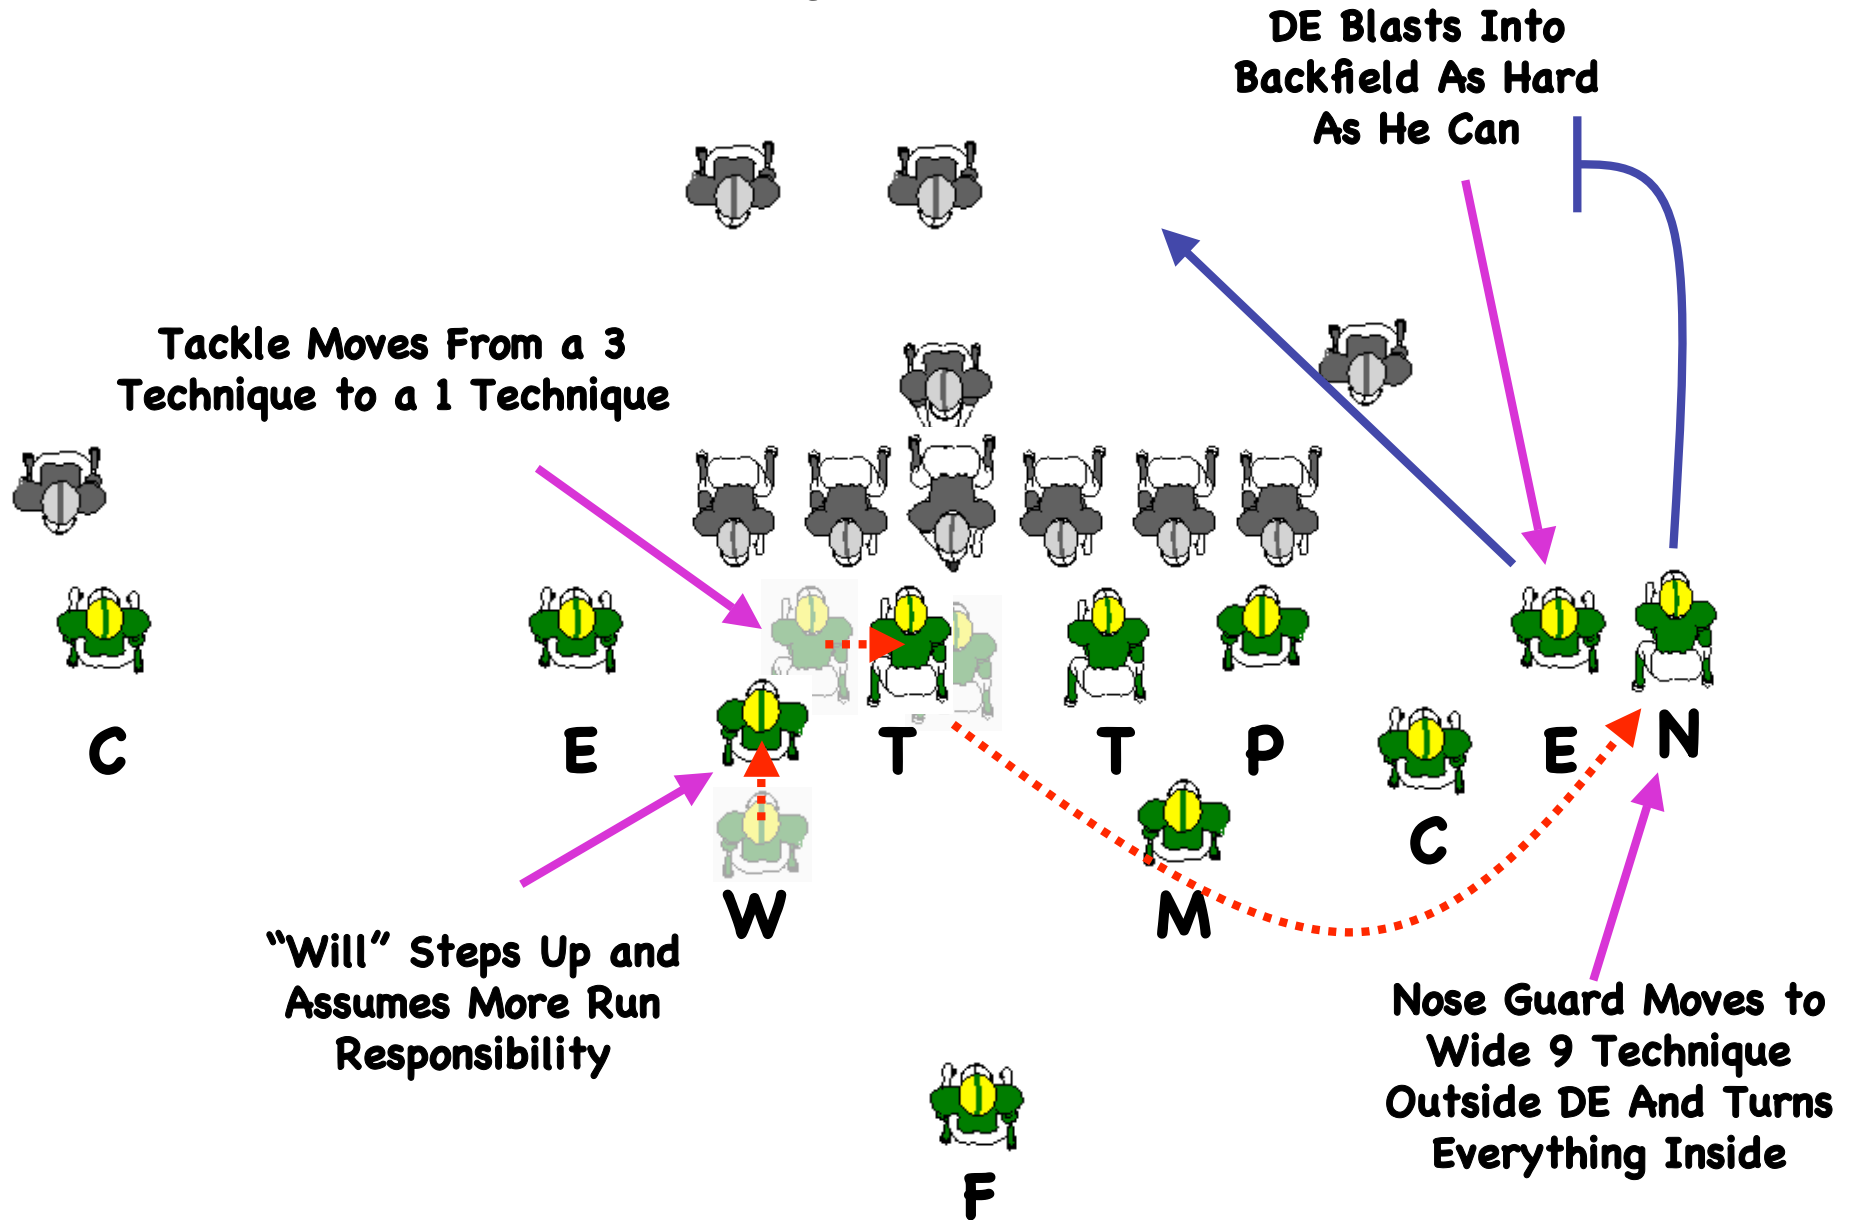 DE Blasts Into
Backfield As Hard
As He Can
Tackle Moves From a 3
Technique to a 1 Technique
C
E
T
T
P
E
N
C
W
M
"Will" Steps Up and
Assumes More Run
Responsibility
Nose Guard Moves to
Wide 9 Technique
Outside DE And Turns
Everything Inside
F